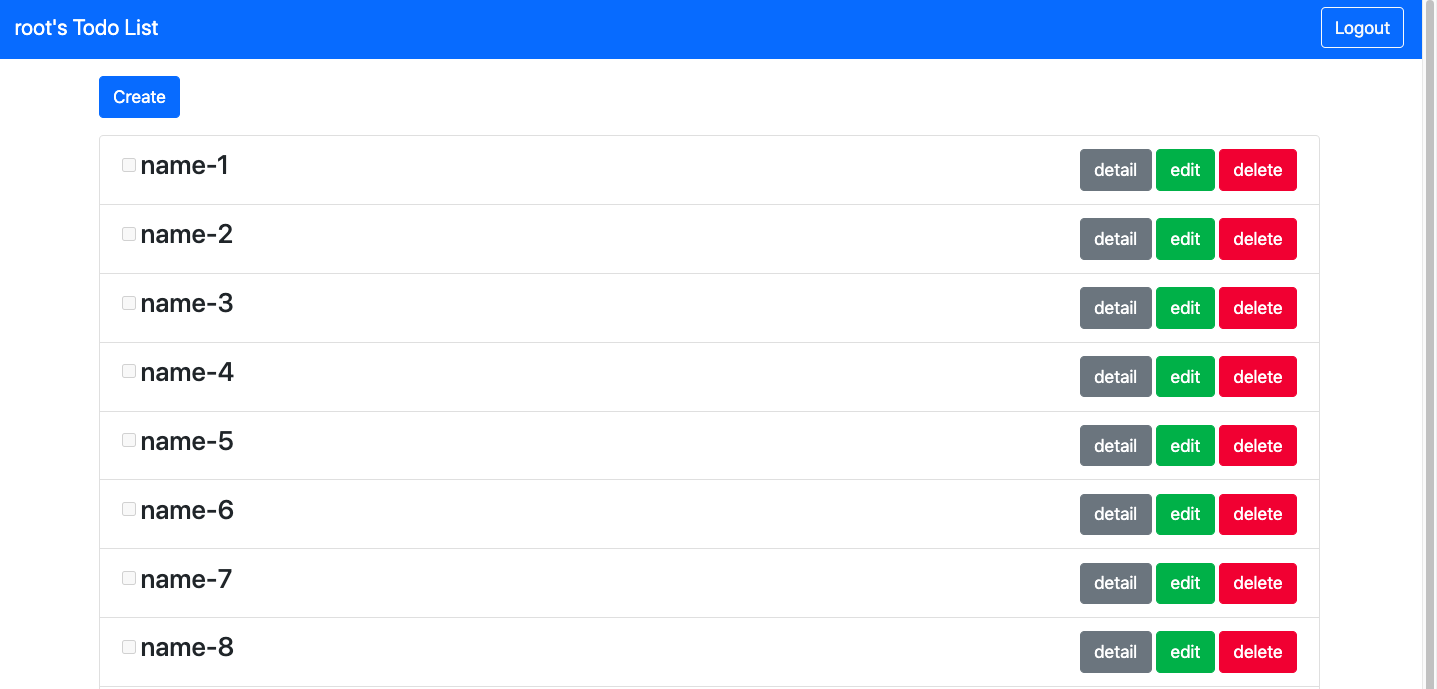 root's Todo List Logout
Create
name-1 detail edit delete
name-2 detail edit delete
name-3 detail edit delete
name-4 detail edit delete
name-5 detail edit delete
name-6 detail edit delete
name-7 detail edit delete
name-8 detail edit delete